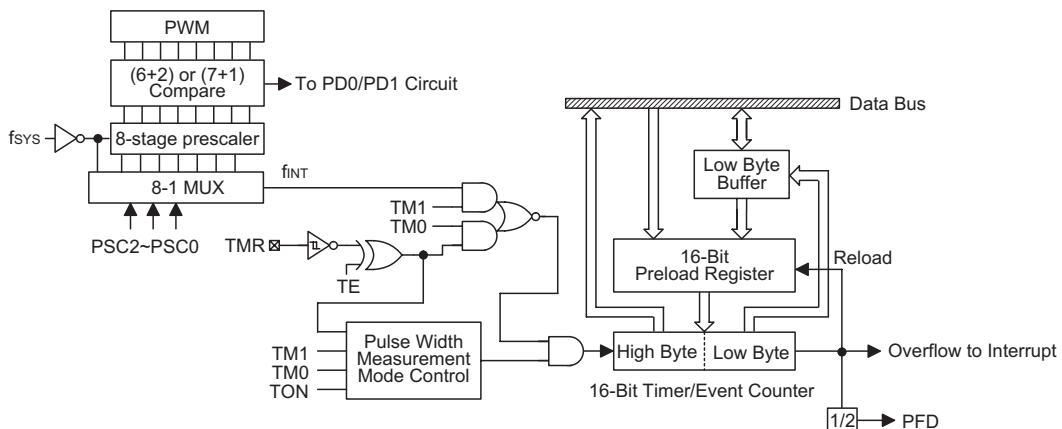 PWM
(6+2) or (7+1)
Compare
To PD0/PD1 Circuit
fSYS
8-stage prescaler
8-1 MUX
fINT
PSC2~PSC0
TM1
TM0
TMR
TE
TM1
TM0
TON
Pulse Width
Measurement
Mode Control
Data Bus
Low Byte
Buffer
16-Bit
Preload Register
Reload
High Byte
Low Byte
Overflow to Interrupt
16-Bit Timer/Event Counter
1/2
PFD